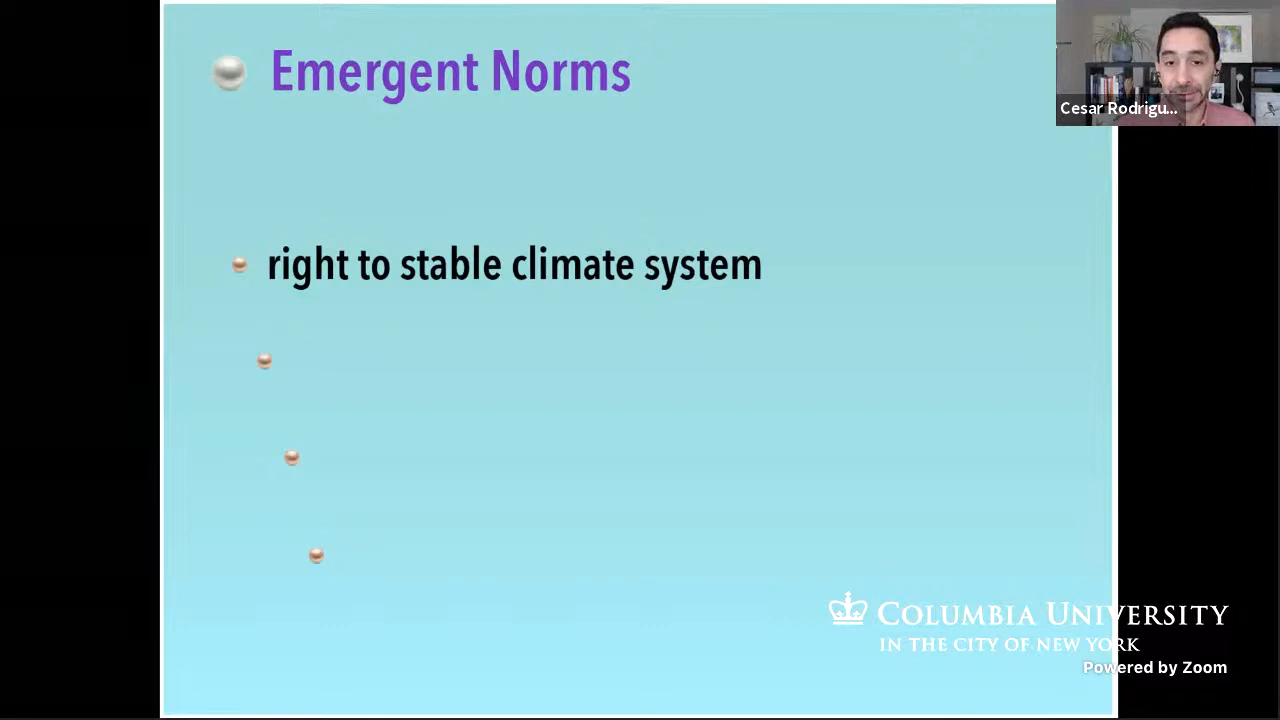 Emergent Norms
Cesar Rodrigu...
right to stable climate system
COLUMBIA UNIVERSITY
IN THE CITY OF NEW YORK
Powered by Zoom